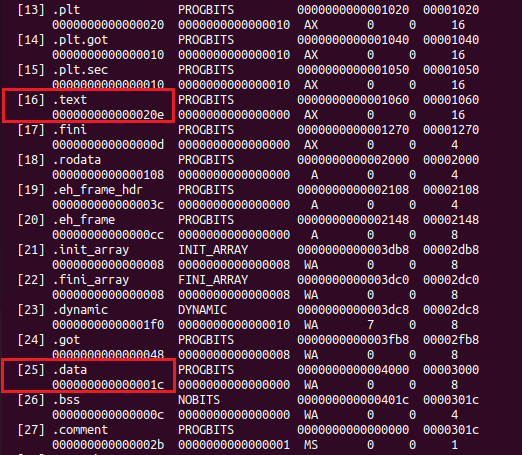 [13] .plt PROGBITS 0000000000001020 00001020
0000000000000020 0000000000000010 AX 0 0 16
[14] .plt.got PROGBITS 0000000000001040 00001040
0000000000000010 0000000000000010 AX 0 0 16
[15] .plt.sec PROGBITS 0000000000001050 00001050
0000000000000010 0000000000000010 AX 0 0 16
[16] .text PROGBITS 0000000000001060 00001060
000000000000020e 0000000000000000 AX 0 0 16
[17] .fini PROGBITS 0000000000001270 00001270
000000000000000d 0000000000000000 AX 0 0 4
[18] .rodata PROGBITS 0000000000002000 00002000
0000000000000108 0000000000000000 A 0 0 8
[19] .eh_frame_hdr PROGBITS 0000000000002108 00002108
000000000000003c 0000000000000000 A 0 0 4
[20] .eh_frame PROGBITS 0000000000002148 00002148
00000000000000cc 0000000000000000 A 0 0 8
[21] .init_array INIT_ARRAY 0000000000003db8 00002db8
0000000000000008 0000000000000008 WA 0 0 8
[22] .fini_array FINI_ARRAY 0000000000003dc0 00002dc0
0000000000000008 0000000000000008 WA 0 0 8
[23] .dynamic DYNAMIC 0000000000003dc8 00002dc8
00000000000001f0 0000000000000010 WA 7 0 8
[24] .got PROGBITS 0000000000003fb8 00002fb8
0000000000000048 0000000000000008 WA 0 0 8
[25] .data PROGBITS 0000000000004000 00003000
000000000000001c 0000000000000000 WA 0 0 8
[26] .bss NOBITS 000000000000401c 0000301c
000000000000000c 0000000000000000 WA 0 0 4
[27] .comment PROGBITS 0000000000000000 0000301c
000000000000002b 0000000000000001 MS 0 0 1